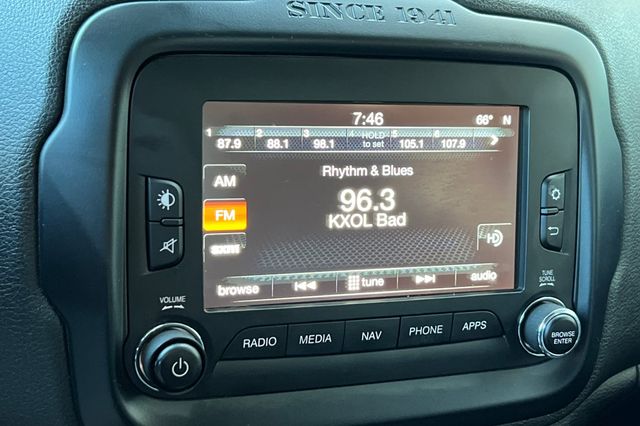 SINCE 1941
7:46 66° N
1 2 3 4 HOLD 5 6
87.9 88.1 98.1 to set 105.1 107.9 >
AM Rhythm & Blues
FM 96.3
KXOL Bad
SXM HD
browse tune audio
VOLUME
TUNE
SCROLL
RADIO MEDIA NAV PHONE APPS
BROWSE
ENTER